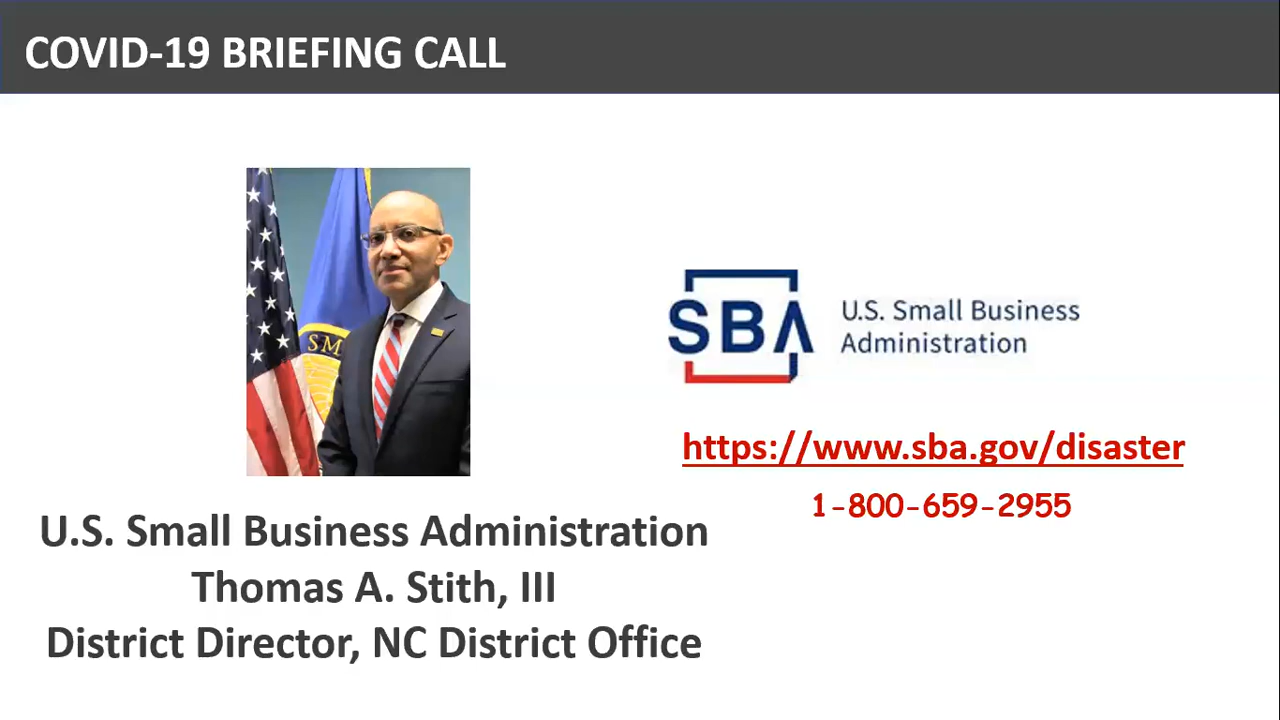 COVID-19 BRIEFING CALL
SM
SBA
U.S. Small Business
Administration
https://www.sba.gov/disaster
1-800-659-2955
U.S. Small Business Administration
Thomas A. Stith, III
District Director, NC District Office